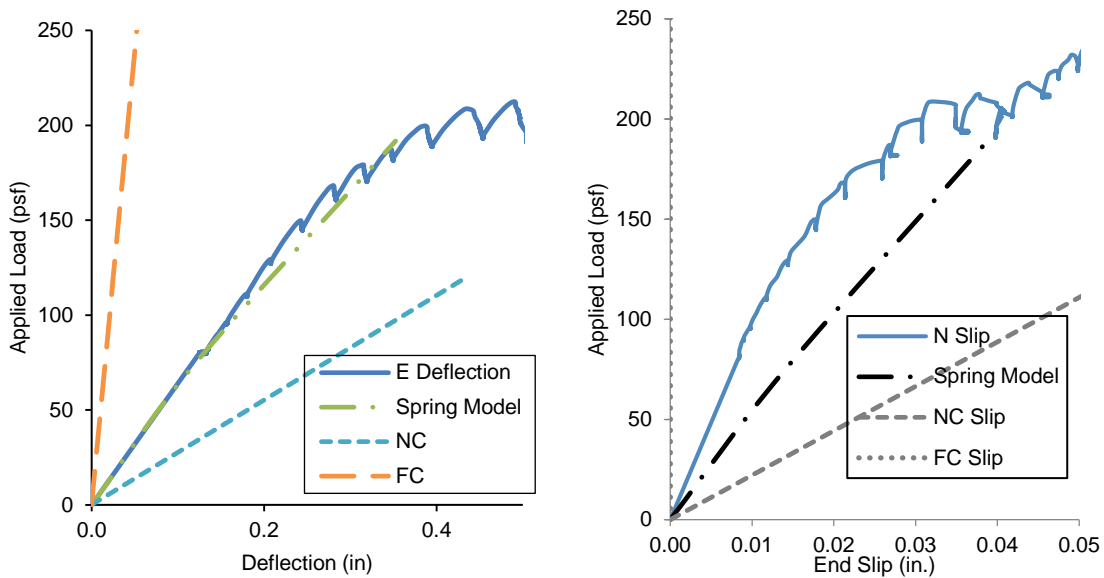 250
200
150
100
50
0
Applied Load (psf)
0.0
0.2
0.4
Deflection (in)
E Deflection
Spring Model
NC
FC
250
200
150
100
50
0
Applied Load (psf)
0.00
0.01
0.02
0.03
0.04
0.05
End Slip (in.)
N Slip
Spring Model
NC Slip
FC Slip